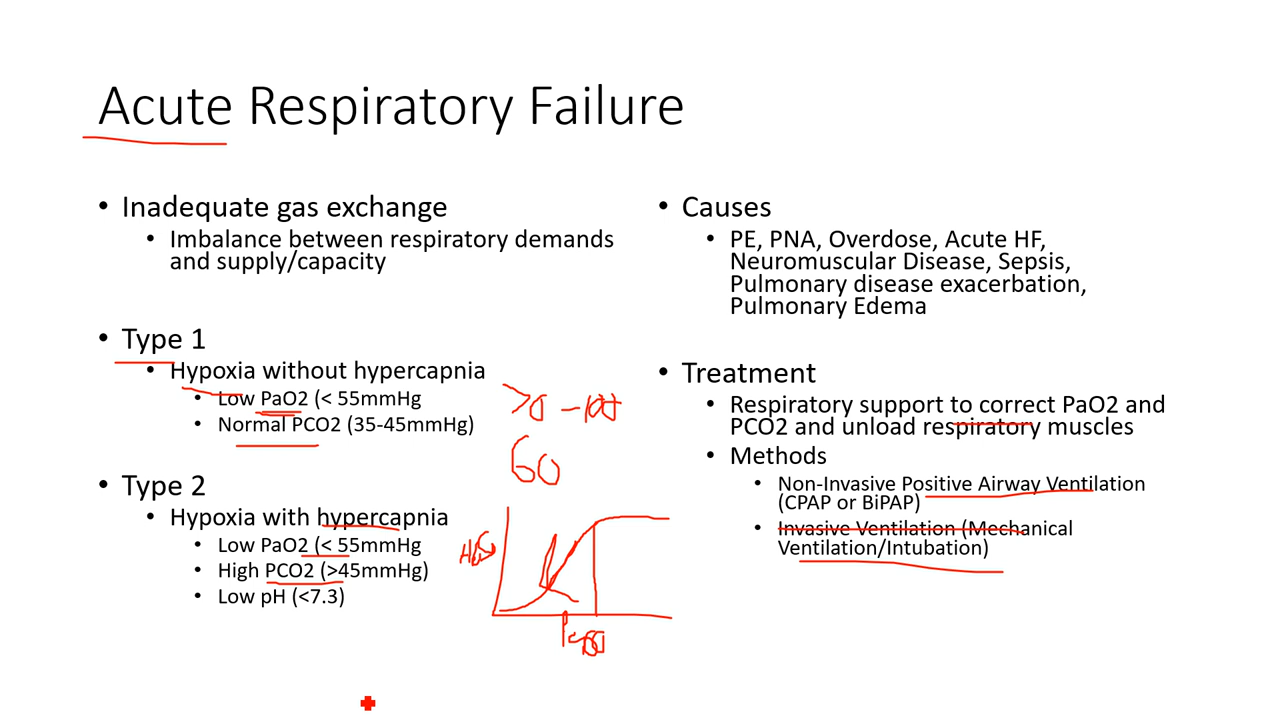 Acute Respiratory Failure
• Inadequate gas exchange
• Imbalance between respiratory demands
and supply/capacity
• Type 1
• Hypoxia without hypercapnia
• Low PaO2 (< 55mmHg
• Normal PCO2 (35-45mmHg)
• Type 2
• Hypoxia with hypercapnia
• Low PaO2 (< 55mmHg
• High PCO2 (>45mmHg)
• Low pH (<7.3)
60
• Causes
• PE, PNA, Overdose, Acute HF,
Neuromuscular Disease, Sepsis,
Pulmonary disease exacerbation,
Pulmonary Edema
• Treatment
• Respiratory support to correct PaO2 and
PCO2 and unload respiratory muscles
• Methods
• Non-Invasive Positive Airway Ventilation
(CPAP or BiPAP)
• Invasive Ventilation (Mechanical
Ventilation/Intubation)